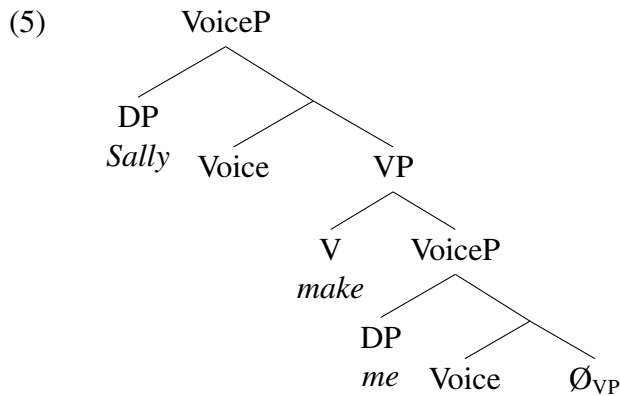 (5) VoiceP
DP
Sally Voice VP
V VoiceP
make
DP
me Voice Ø_VP